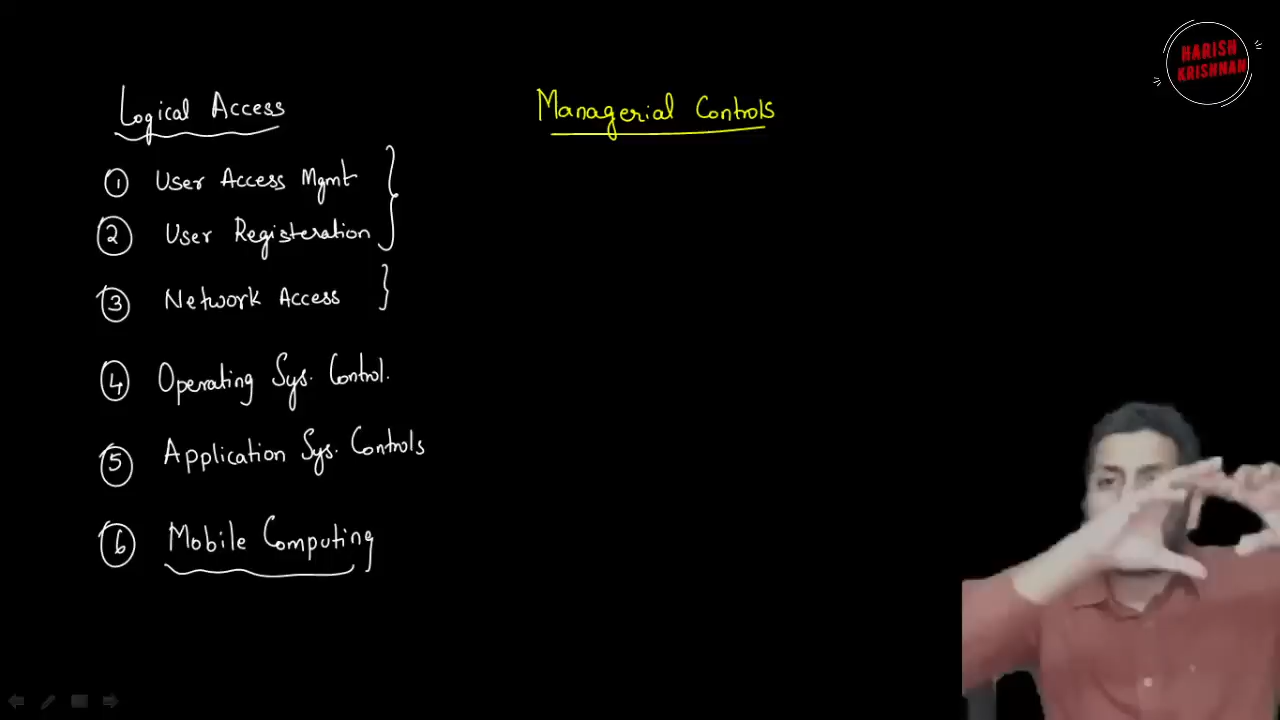 Logical Access
1 User Access Mgmt
2 User Registeration
3 Network Access
4 Operating Sys. Control.
5 Application Sys. Controls
6 Mobile Computing
Managerial Controls
HARISH
KRISHNAN